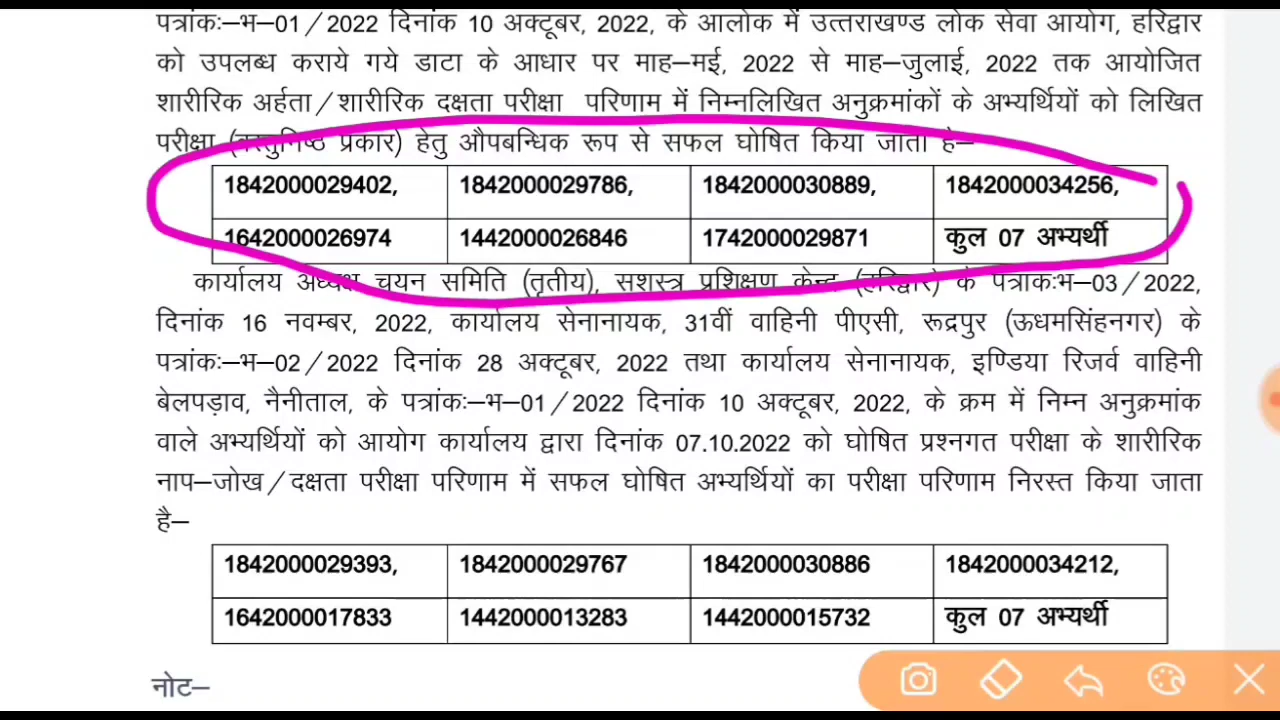 पत्रांकः–भ–01/2022 दिनांक 10 अक्टूबर, 2022, के आलोक में उत्तराखण्ड लोक सेवा आयोग, हरिद्वार
को उपलब्ध कराये गये डाटा के आधार पर माह–मई, 2022 से माह–जुलाई, 2022 तक आयोजित
शारीरिक अर्हता/शारीरिक दक्षता परीक्षा परिणाम में निम्नलिखित अनुक्रमांकों के अभ्यर्थियों को लिखित
परीक्षा (वस्तुनिष्ठ प्रकार) हेतु औपबन्धिक रूप से सफल घोषित किया जाता है–
1842000029402, 1842000029786, 1842000030889, 1842000034256,
1642000026974 1442000026846 1742000029871 कुल 07 अभ्यर्थी
कार्यालय अध्यक्ष चयन समिति (तृतीय), सशस्त्र प्रशिक्षण केन्द्र (हरिद्वार) के पत्रांकःभ–03/2022,
दिनांक 16 नवम्बर, 2022, कार्यालय सेनानायक, 31वीं वाहिनी पीएसी, रूद्रपुर (ऊधमसिंहनगर) के
पत्रांकः–भ–02/2022 दिनांक 28 अक्टूबर, 2022 तथा कार्यालय सेनानायक, इण्डिया रिजर्व वाहिनी
बेलपड़ाव, नैनीताल, के पत्रांकः–भ–01/2022 दिनांक 10 अक्टूबर, 2022, के क्रम में निम्न अनुक्रमांक
वाले अभ्यर्थियों को आयोग कार्यालय द्वारा दिनांक 07.10.2022 को घोषित प्रश्नगत परीक्षा के शारीरिक
नाप–जोख/दक्षता परीक्षा परिणाम में सफल घोषित अभ्यर्थियों का परीक्षा परिणाम निरस्त किया जाता
है–
1842000029393, 1842000029767 1842000030886 1842000034212,
1642000017833 1442000013283 1442000015732 कुल 07 अभ्यर्थी
नोट–